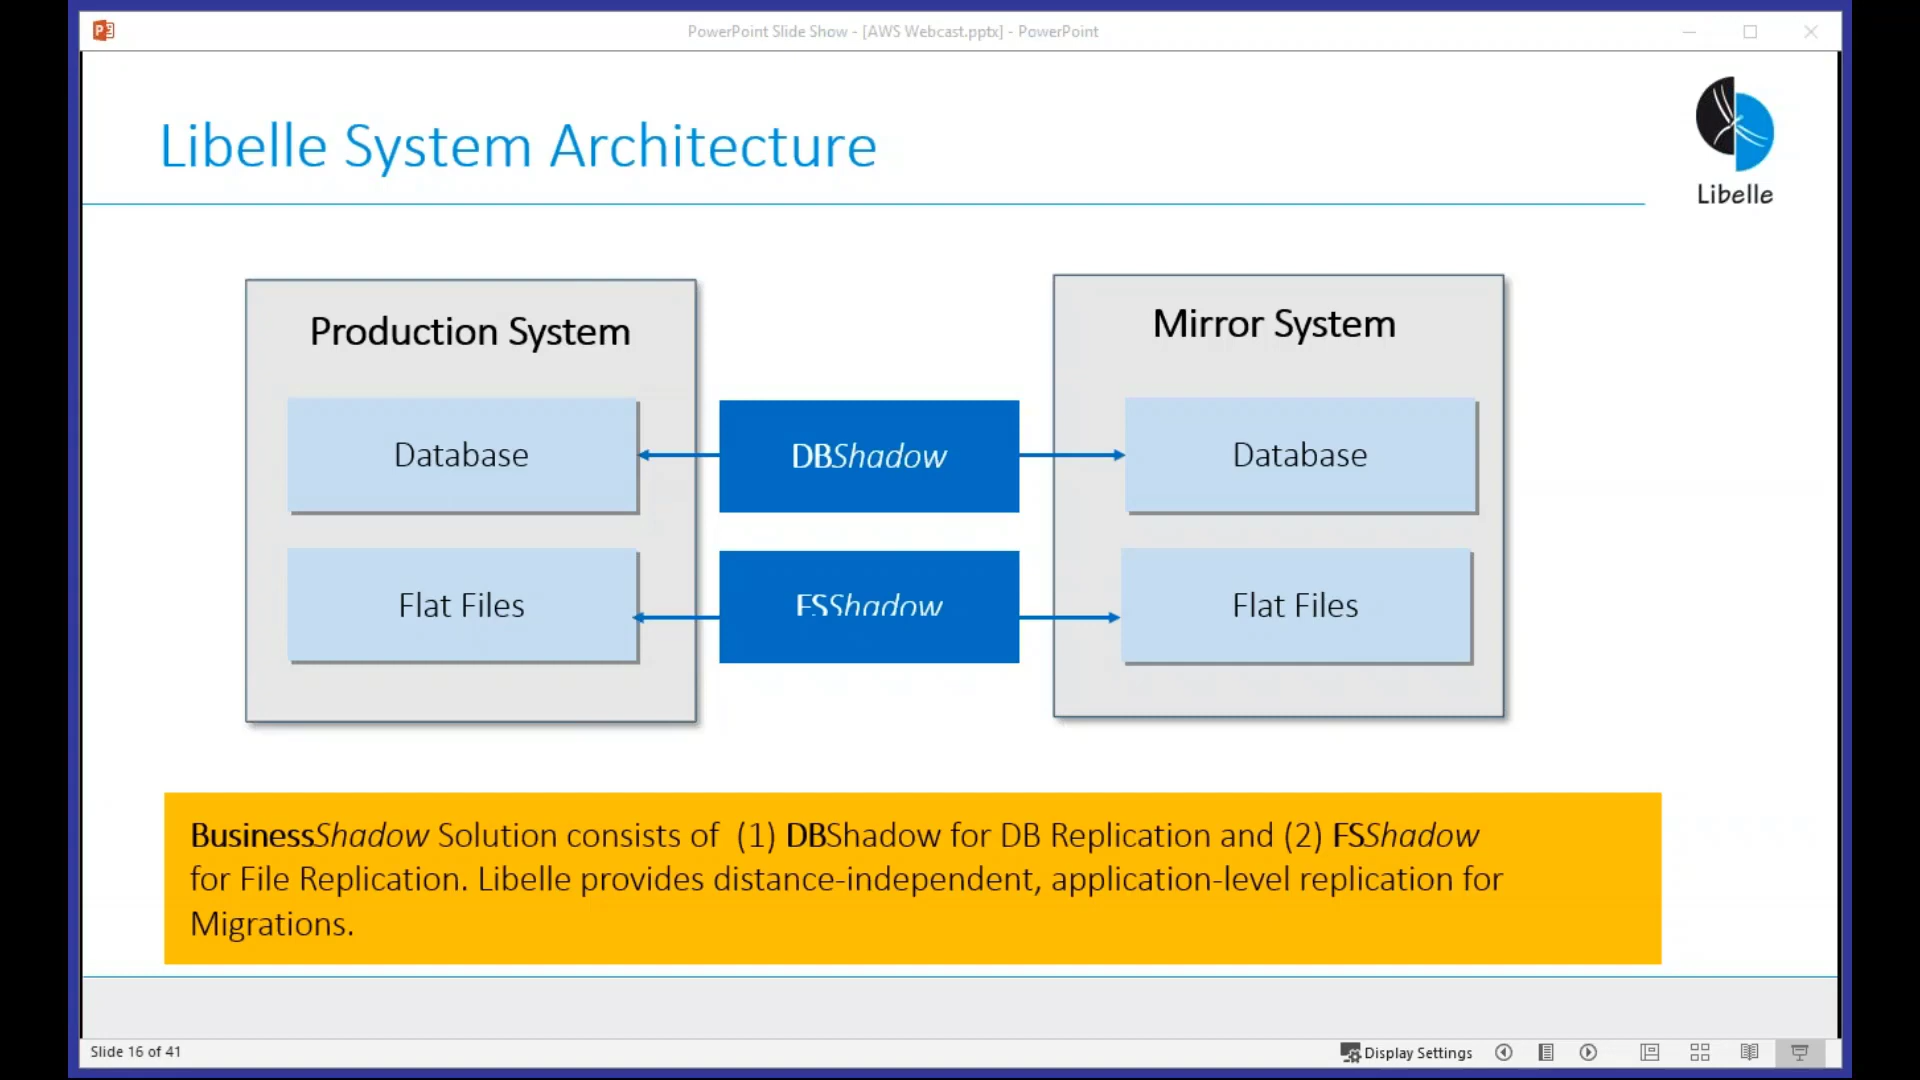 PowerPoint Slide Show - [AWS Webcast.pptx] - PowerPoint
Libelle System Architecture
Libelle
Production System
Mirror System
Database
DBShadow
Database
Flat Files
FSShadow
Flat Files
BusinessShadow Solution consists of (1) DBShadow for DB Replication and (2) FSShadow
for File Replication. Libelle provides distance-independent, application-level replication for
Migrations.
Slide 16 of 41
Display Settings